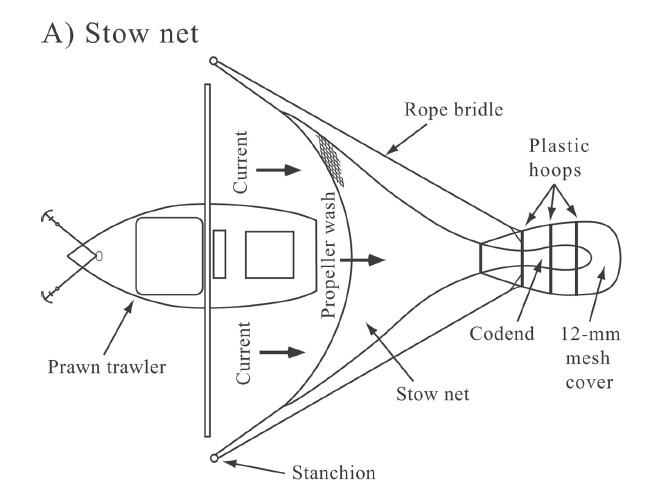 A) Stow net
Rope bridle
Plastic
hoops
Current
Propeller wash
Current
Codend
12-mm
mesh
cover
Prawn trawler
Stow net
Stanchion